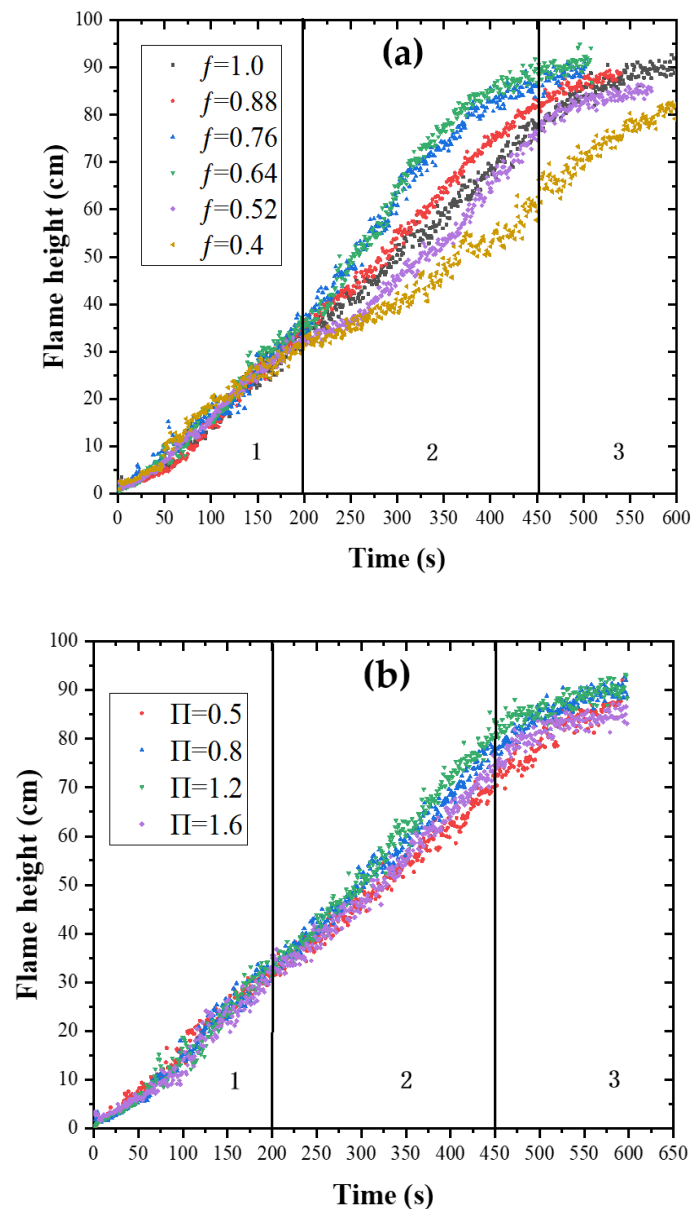 (a)
f=1.0
f=0.88
f=0.76
f=0.64
f=0.52
f=0.4
100
90
80
70
60
50
40
30
20
10
0
Flame height (cm)
1
2
3
0 50 100 150 200 250 300 350 400 450 500 550 600
Time (s)
(b)
Π=0.5
Π=0.8
Π=1.2
Π=1.6
100
90
80
70
60
50
40
30
20
10
0
Flame height (cm)
1
2
3
0 50 100 150 200 250 300 350 400 450 500 550 600 650
Time (s)